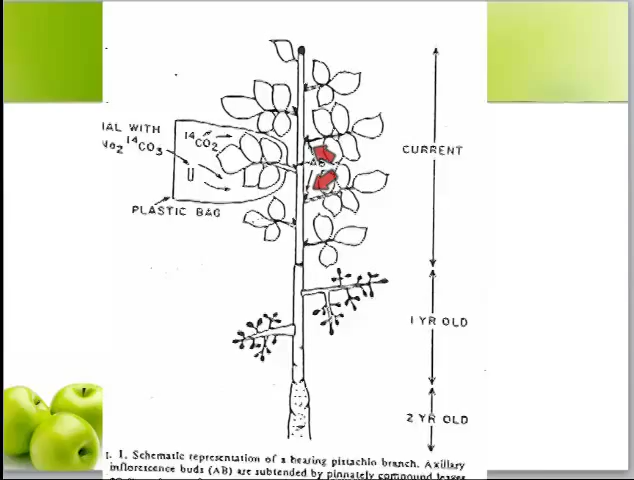 IAL WITH
Na2 14CO3
14CO2
U
PLASTIC BAG
AB
CURRENT
1 YR OLD
2 YR OLD
1. Schematic representation of a bearing pistachio branch. Axillary
inflorescence buds (AB) are subtended by pinnately compound leaves